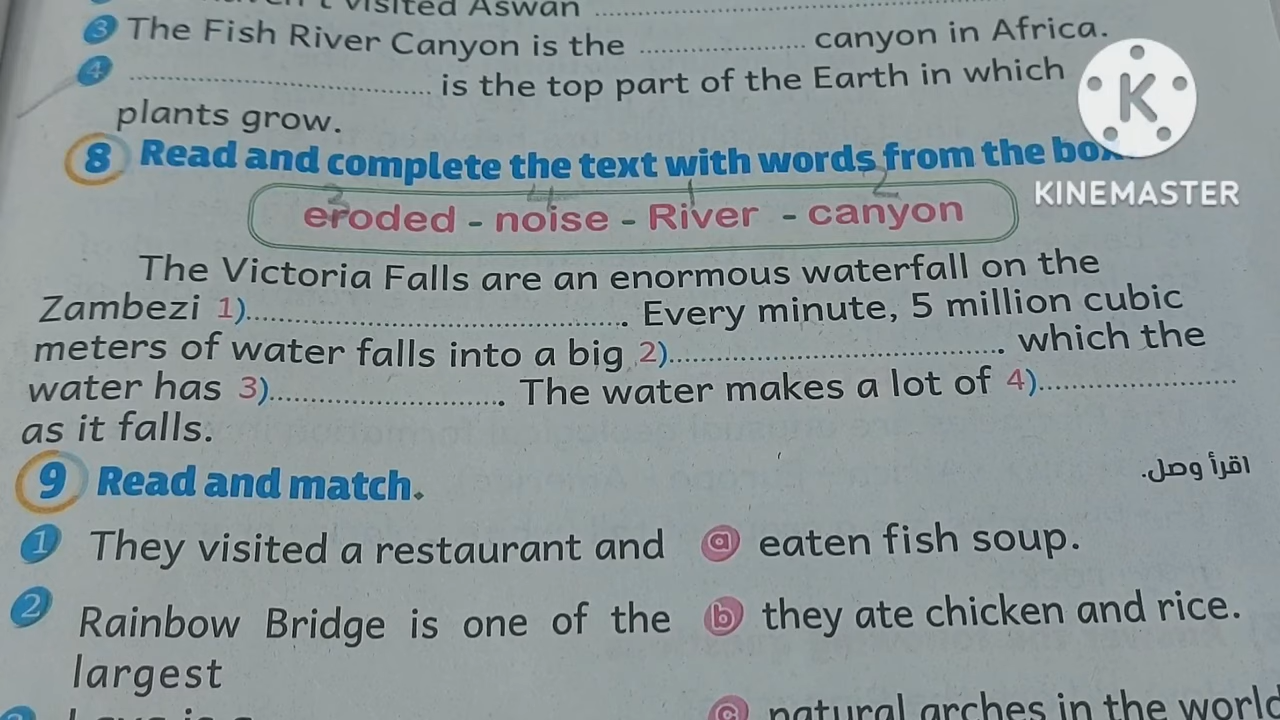 visited Aswan ..............................
3 The Fish River Canyon is the ...................... canyon in Africa.
4 ........................................ is the top part of the Earth in which
plants grow.
8 Read and complete the text with words from the
3 4 1 2
eroded - noise - River - canyon
The Victoria Falls are an enormous waterfall on the
Zambezi 1)................................................... Every minute, 5 million cubic
meters of water falls into a big 2)............................................ which the
water has 3)............................... The water makes a lot of 4)..........................
as it falls.
9 Read and match.
اقرأ وصل.
1 They visited a restaurant and a eaten fish soup.
2 Rainbow Bridge is one of the b they ate chicken and rice.
largest
c natural arches in the world
K
KINEMASTER